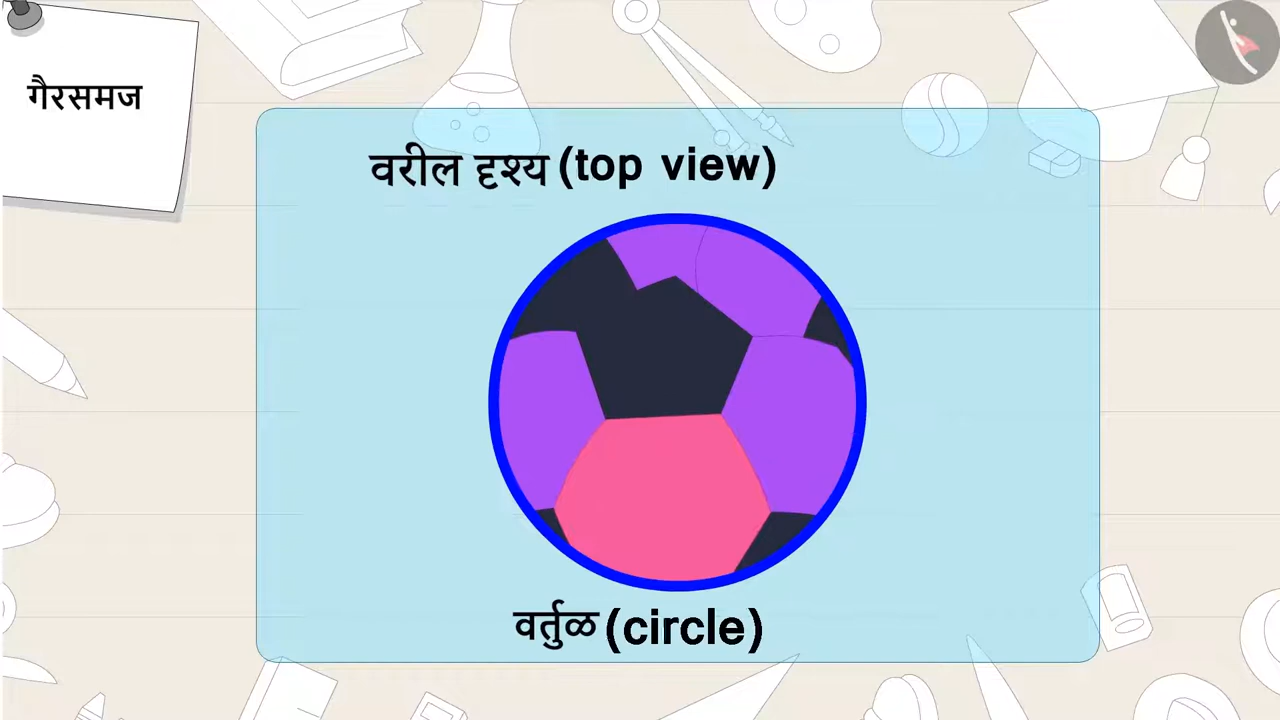 गैरसमज
वरील दृश्य (top view)
वर्तुळ (circle)